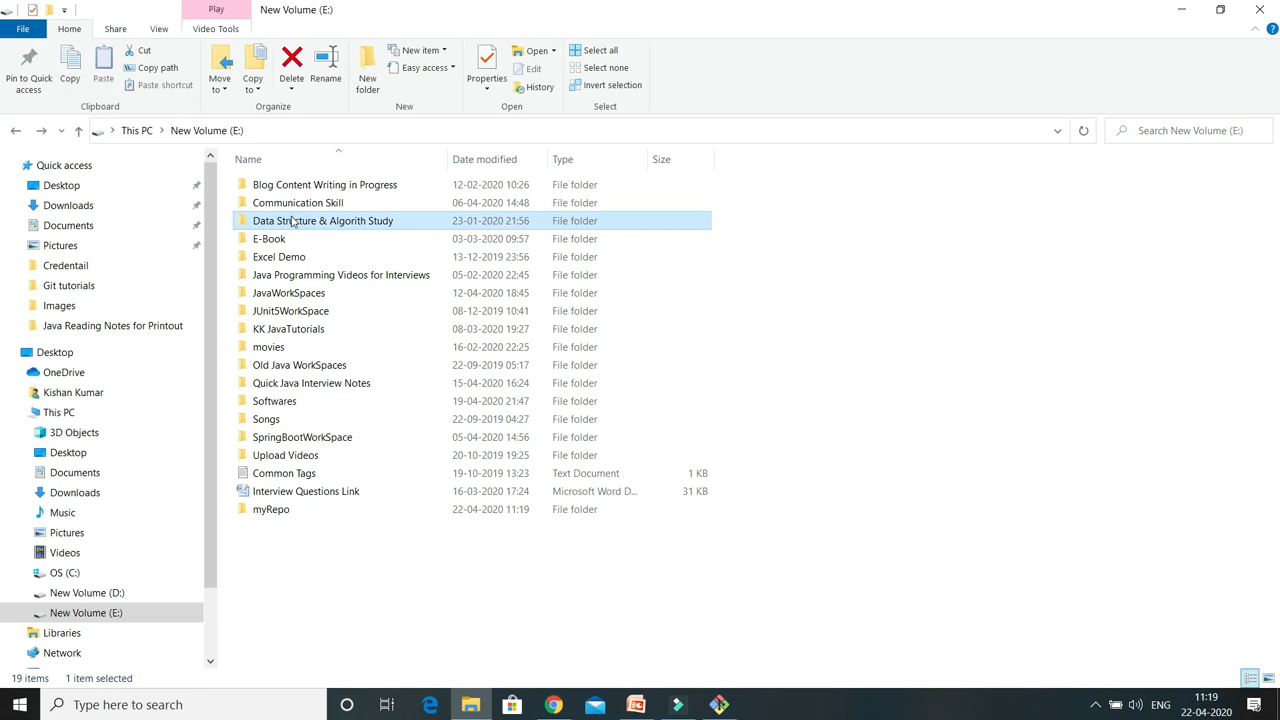 Play
New Volume (E:)
File
Home
Share
View
Video Tools
Pin to Quick access
Copy
Paste
Cut
Copy path
Paste shortcut
Clipboard
Move to
Copy to
Delete
Rename
Organize
New folder
New item
Easy access
New
Properties
Open
Edit
History
Open
Select all
Select none
Invert selection
Select
This PC
New Volume (E:)
Search New Volume (E:)
Quick access
Desktop
Downloads
Documents
Pictures
Credentail
Git tutorials
Images
Java Reading Notes for Printout
Desktop
OneDrive
Kishan Kumar
This PC
3D Objects
Desktop
Documents
Downloads
Music
Pictures
Videos
OS (C:)
New Volume (D:)
New Volume (E:)
Libraries
Network
Name Date modified Type Size
Blog Content Writing in Progress 12-02-2020 10:26 File folder
Communication Skill 06-04-2020 14:48 File folder
Data Structure & Algorith Study 23-01-2020 21:56 File folder
E-Book 03-03-2020 09:57 File folder
Excel Demo 13-12-2019 23:56 File folder
Java Programming Videos for Interviews 05-02-2020 22:45 File folder
JavaWorkSpaces 12-04-2020 18:45 File folder
JUnit5WorkSpace 08-12-2019 10:41 File folder
KK JavaTutorials 08-03-2020 19:27 File folder
movies 16-02-2020 22:25 File folder
Old Java WorkSpaces 22-09-2019 05:17 File folder
Quick Java Interview Notes 15-04-2020 16:24 File folder
Softwares 19-04-2020 21:47 File folder
Songs 22-09-2019 04:27 File folder
SpringBootWorkSpace 05-04-2020 14:56 File folder
Upload Videos 20-10-2019 19:25 File folder
Common Tags 19-10-2019 13:23 Text Document 1 KB
Interview Questions Link 16-03-2020 17:24 Microsoft Word D... 31 KB
myRepo 22-04-2020 11:19 File folder
19 items 1 item selected
Type here to search
ENG
11:19
22-04-2020